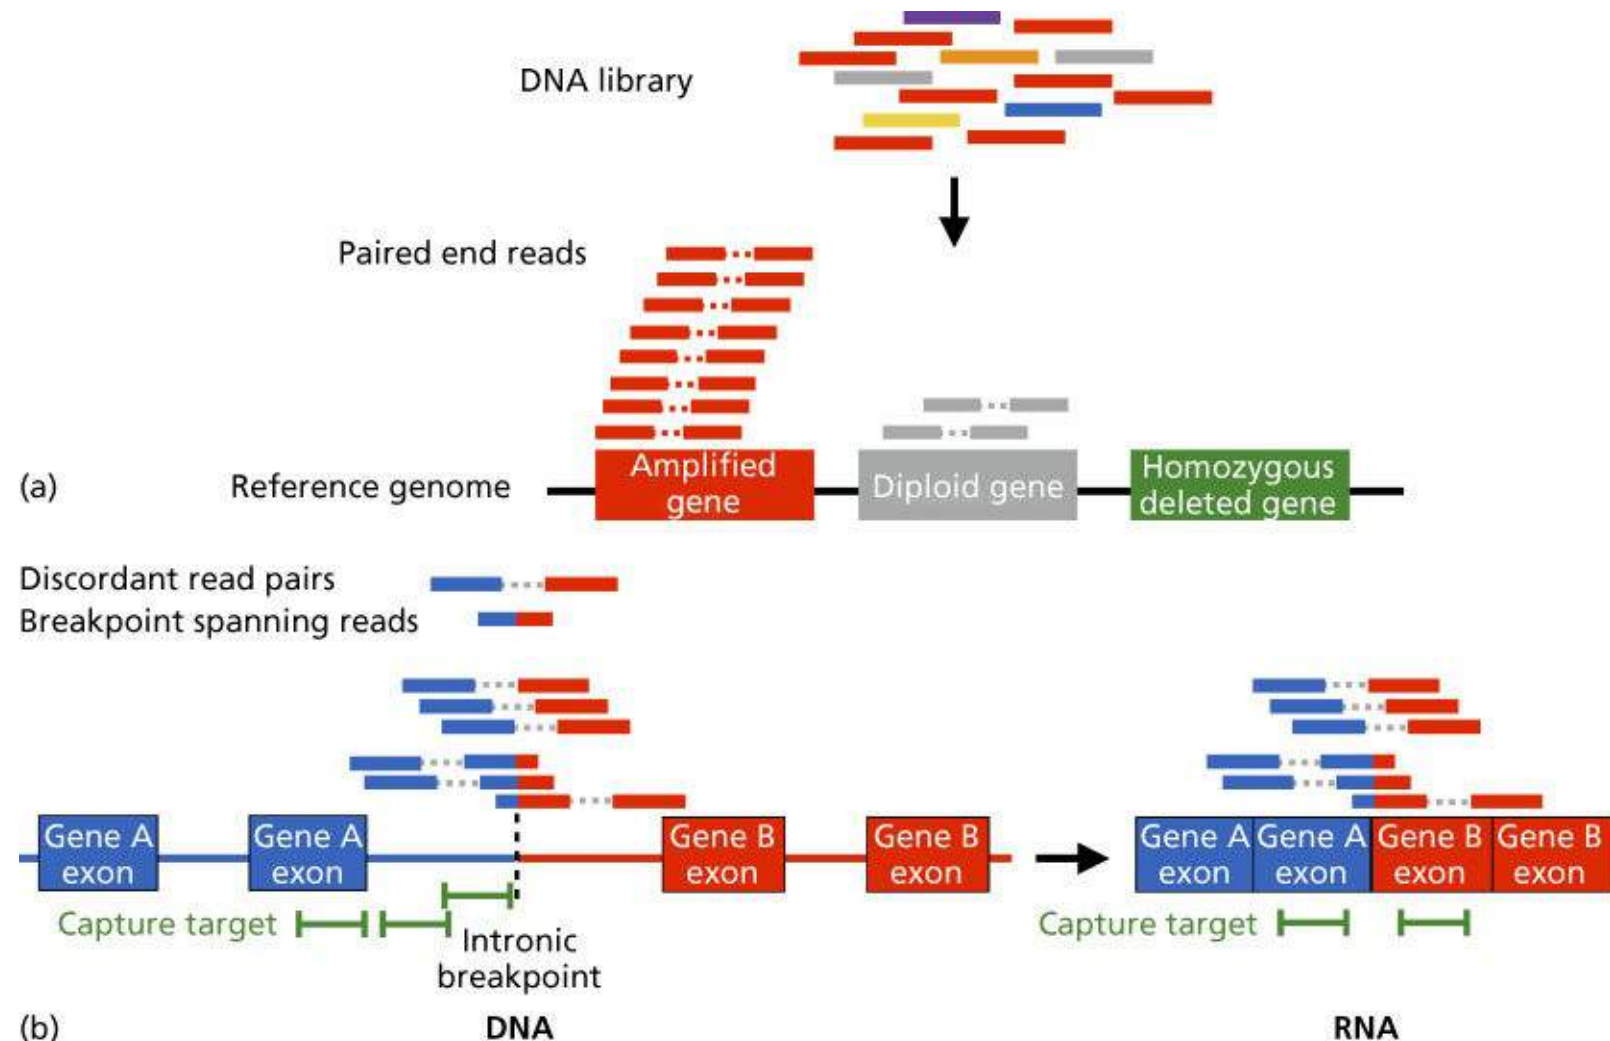 DNA library
Paired end reads
Amplified
gene
Diploid gene
Homozygous
deleted gene
(a)
Reference genome
Discordant read pairs
Breakpoint spanning reads
Gene A
exon
Gene A
exon
Gene B
exon
Gene B
exon
Gene A
exon
Gene A
exon
Gene B
exon
Gene B
exon
Capture target
Intronic
breakpoint
Capture target
(b)
DNA
RNA